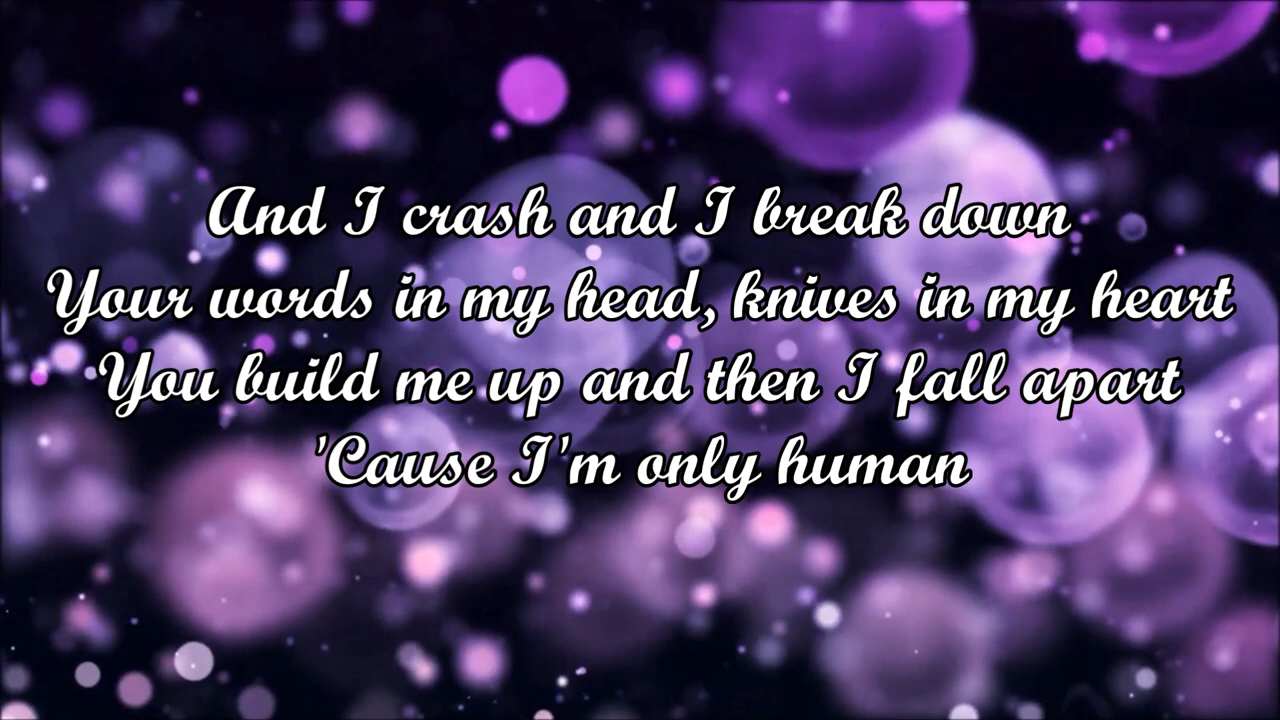 And I crash and I break down
Your words in my head, knives in my heart
You build me up and then I fall apart
'Cause I'm only human